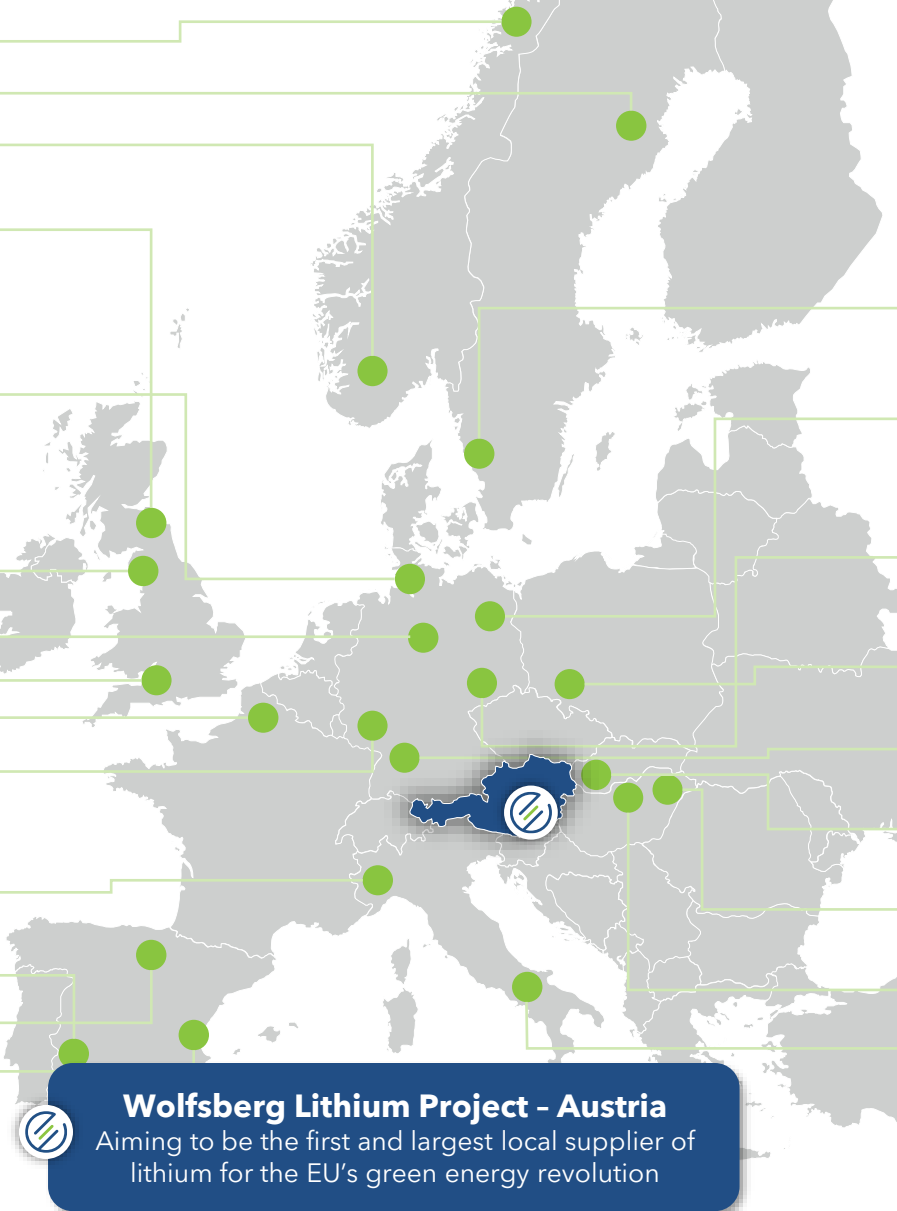 Wolfsberg Lithium Project – Austria
Aiming to be the first and largest local supplier of
lithium for the EU's green energy revolution